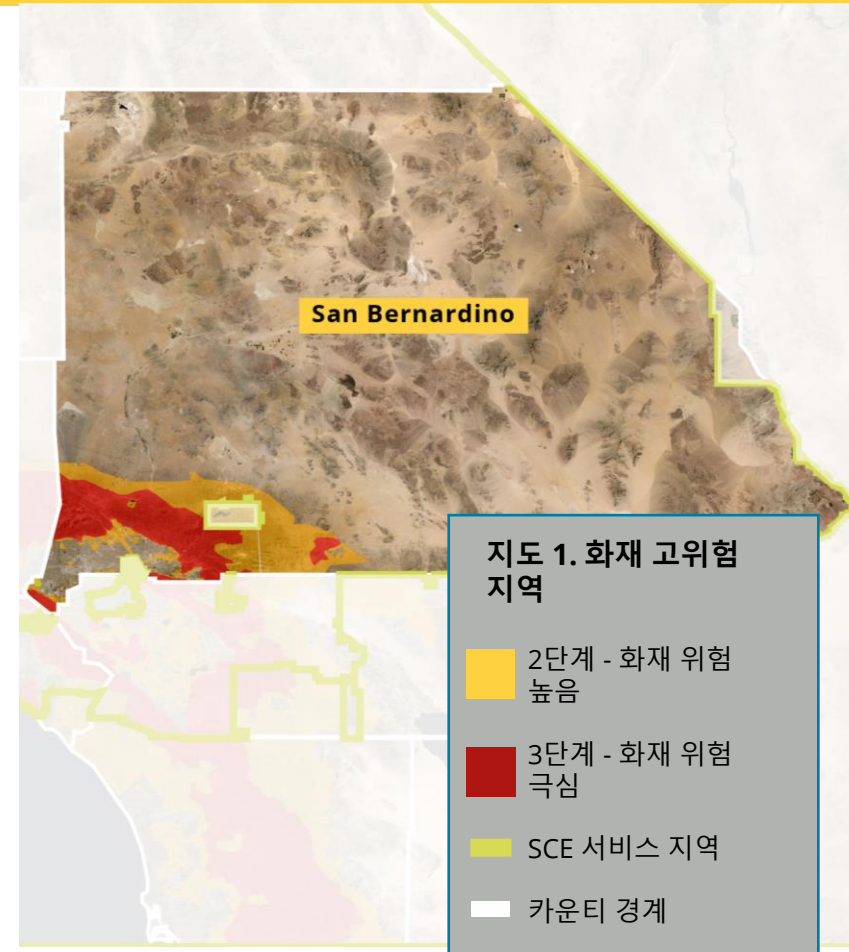 San Bernardino
지도 1. 화재 고위험
지역
2단계 - 화재 위험
높음
3단계 - 화재 위험
극심
SCE 서비스 지역
카운티 경계